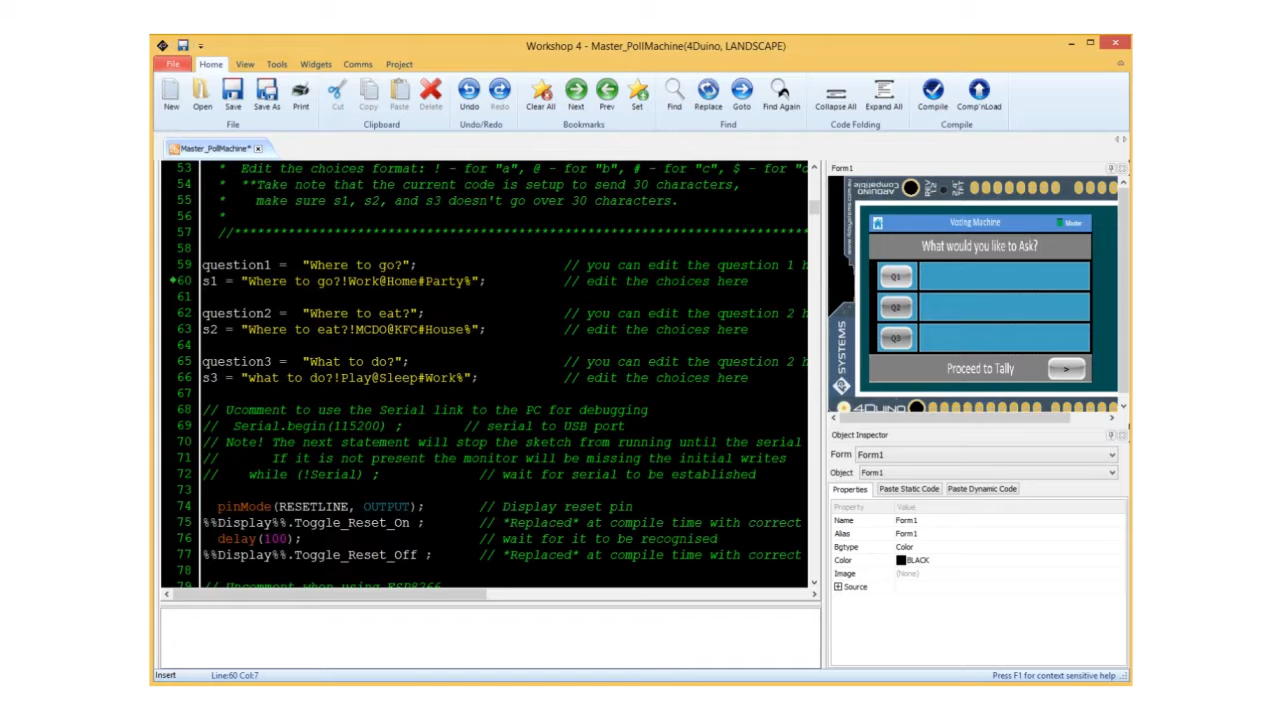 Workshop 4 - Master_PollMachine(4Duino, LANDSCAPE)
File Home View Tools Widgets Comms Project
New Open Save Save As Print Cut Copy Paste Delete Undo Redo Clear All Next Prev Set Find Replace Goto Find Again Collapse All Expand All Compile Comp'nLoad
File Clipboard Undo/Redo Bookmarks Find Code Folding Compile
Master_PollMachine*
53 * Edit the choices format: ! - for "a", @ - for "b", # - for "c", $ - for "d
54 * **Take note that the current code is setup to send 30 characters,
55 * make sure s1, s2, and s3 doesn't go over 30 characters.
56 *
57 //**********************************************************************
58
59 question1 = "Where to go?"; // you can edit the question 1 h
60 s1 = "Where to go?!Work@Home#Party%"; // edit the choices here
61
62 question2 = "Where to eat?"; // you can edit the question 2 h
63 s2 = "Where to eat?!MCDO@KFC#House%"; // edit the choices here
64
65 question3 = "What to do?"; // you can edit the question 2 h
66 s3 = "what to do?!Play@Sleep#Work%"; // edit the choices here
67
68 // Ucomment to use the Serial link to the PC for debugging
69 // Serial.begin(115200) ; // serial to USB port
70 // Note! The next statement will stop the sketch from running until the serial
71 // If it is not present the monitor will be missing the initial writes
72 // while (!Serial) ; // wait for serial to be established
73
74 pinMode(RESETLINE, OUTPUT); // Display reset pin
75 %%Display%%.Toggle_Reset_On ; // *Replaced* at compile time with correct
76 delay(100); // wait for it to be recognised
77 %%Display%%.Toggle_Reset_Off ; // *Replaced* at compile time with correct
78
79 // Uncomment when using ESP8266
Form1
www.4dsystems.com.au
ARDUINO Compatible
REV
2.4" TFT
Voting Machine Master
What would you like to Ask?
Q1
Q2
Q3
Proceed to Tally >
SYSTEMS
4DUINO
Object Inspector
Form Form1
Object Form1
Properties Paste Static Code Paste Dynamic Code
Property Value
Name Form1
Alias Form1
Bgtype Color
Color BLACK
Image (None)
Source
Insert Line:60 Col:7 Press F1 for context sensitive help